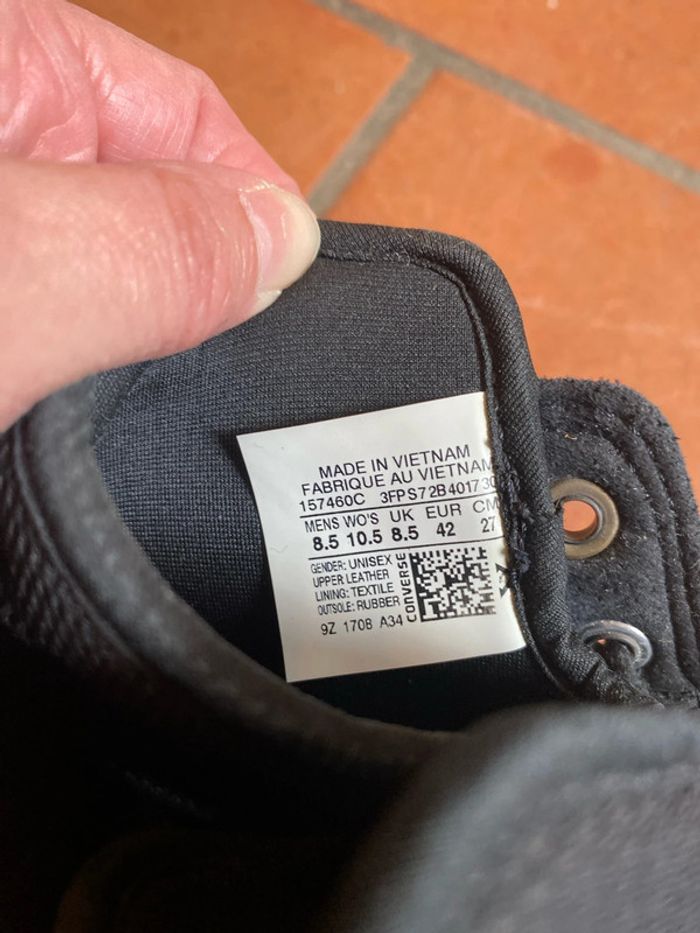 MADE IN VIETNAM
FABRIQUE AU VIETNAM
157460C 3FPS72B401730
MENS WO'S UK EUR CM
8.5 10.5 8.5 42 27
GENDER: UNISEX
UPPER LEATHER
LINING: TEXTILE
OUTSOLE: RUBBER
CONVERSE
9Z 1708 A34